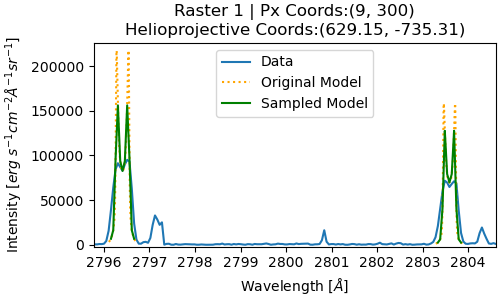 Raster 1 | Px Coords:(9, 300)
Helioprojective Coords:(629.15, -735.31)
Intensity [erg s⁻¹cm⁻²Å⁻¹sr⁻¹]
200000
150000
100000
50000
0
Data
Original Model
Sampled Model
2796 2797 2798 2799 2800 2801 2802 2803 2804
Wavelength [Å]